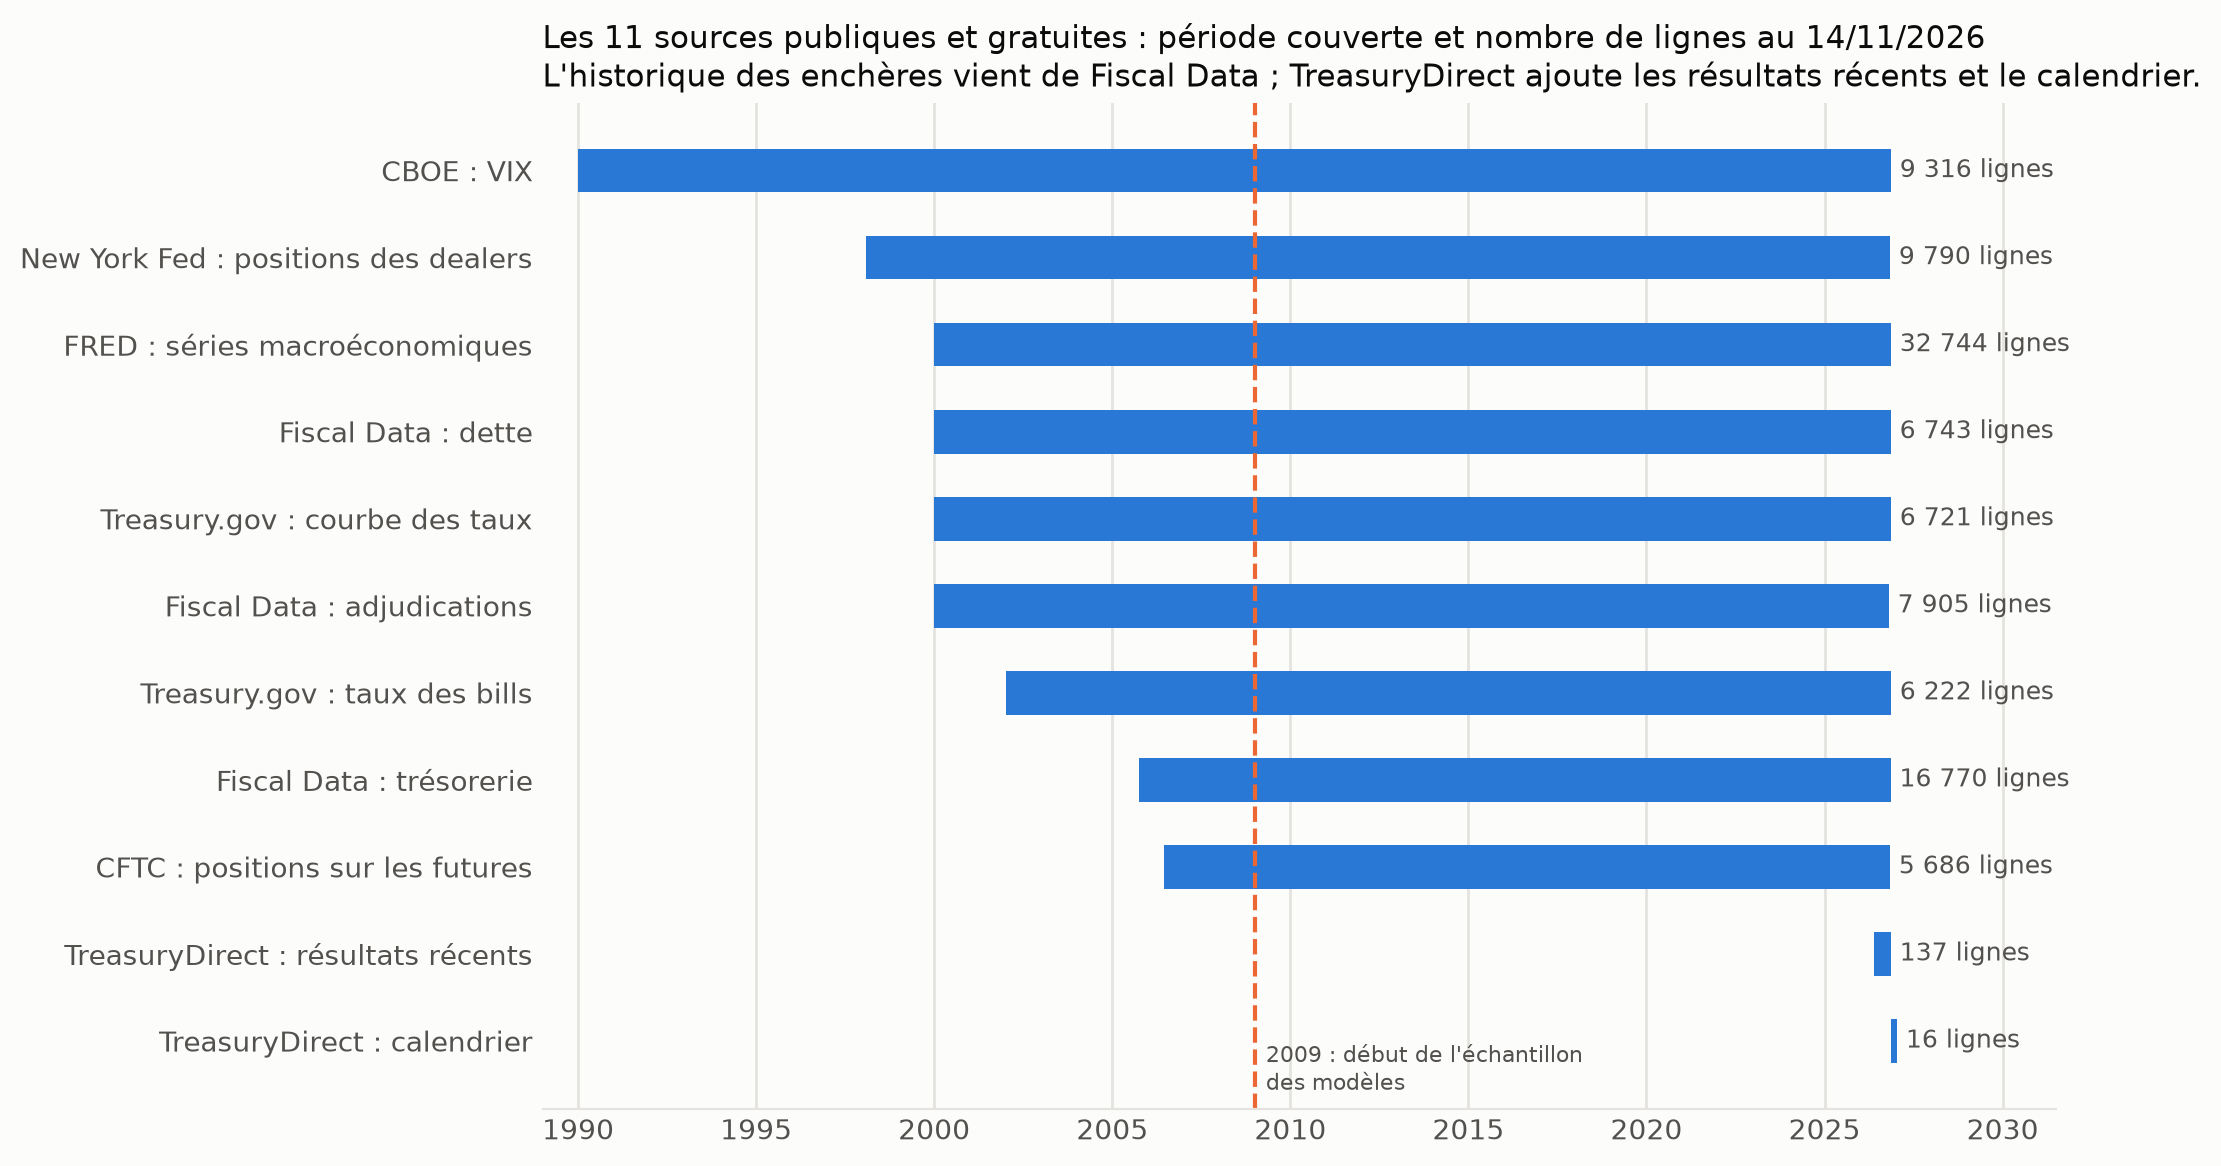 Les 11 sources publiques et gratuites : période couverte et nombre de lignes au 14/11/2026
L'historique des enchères vient de Fiscal Data ; TreasuryDirect ajoute les résultats récents et le calendrier.
CBOE : VIX
9 316 lignes
New York Fed : positions des dealers
9 790 lignes
FRED : séries macroéconomiques
32 744 lignes
Fiscal Data : dette
6 743 lignes
Treasury.gov : courbe des taux
6 721 lignes
Fiscal Data : adjudications
7 905 lignes
Treasury.gov : taux des bills
6 222 lignes
Fiscal Data : trésorerie
16 770 lignes
CFTC : positions sur les futures
5 686 lignes
TreasuryDirect : résultats récents
137 lignes
TreasuryDirect : calendrier
16 lignes
2009 : début de l'échantillon
des modèles
1990 1995 2000 2005 2010 2015 2020 2025 2030